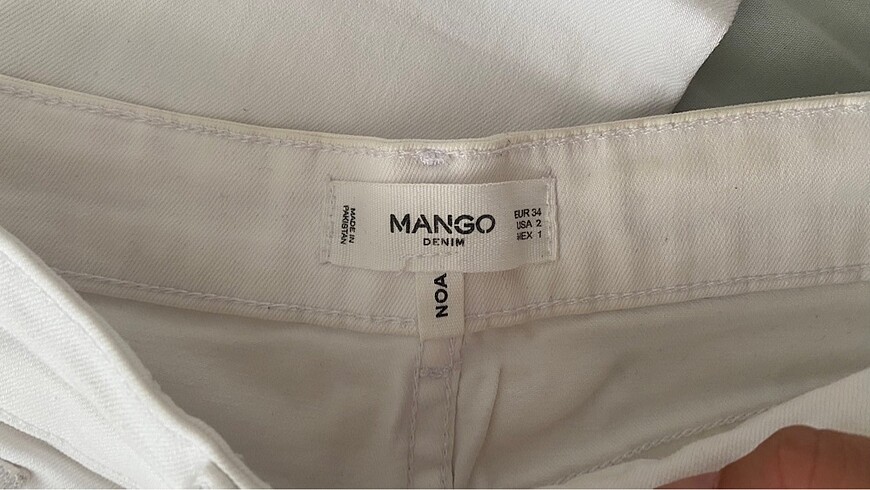 MADE IN
PAKISTAN
MANGO
DENIM
EUR 34
USA 2
MEX 1
NOA